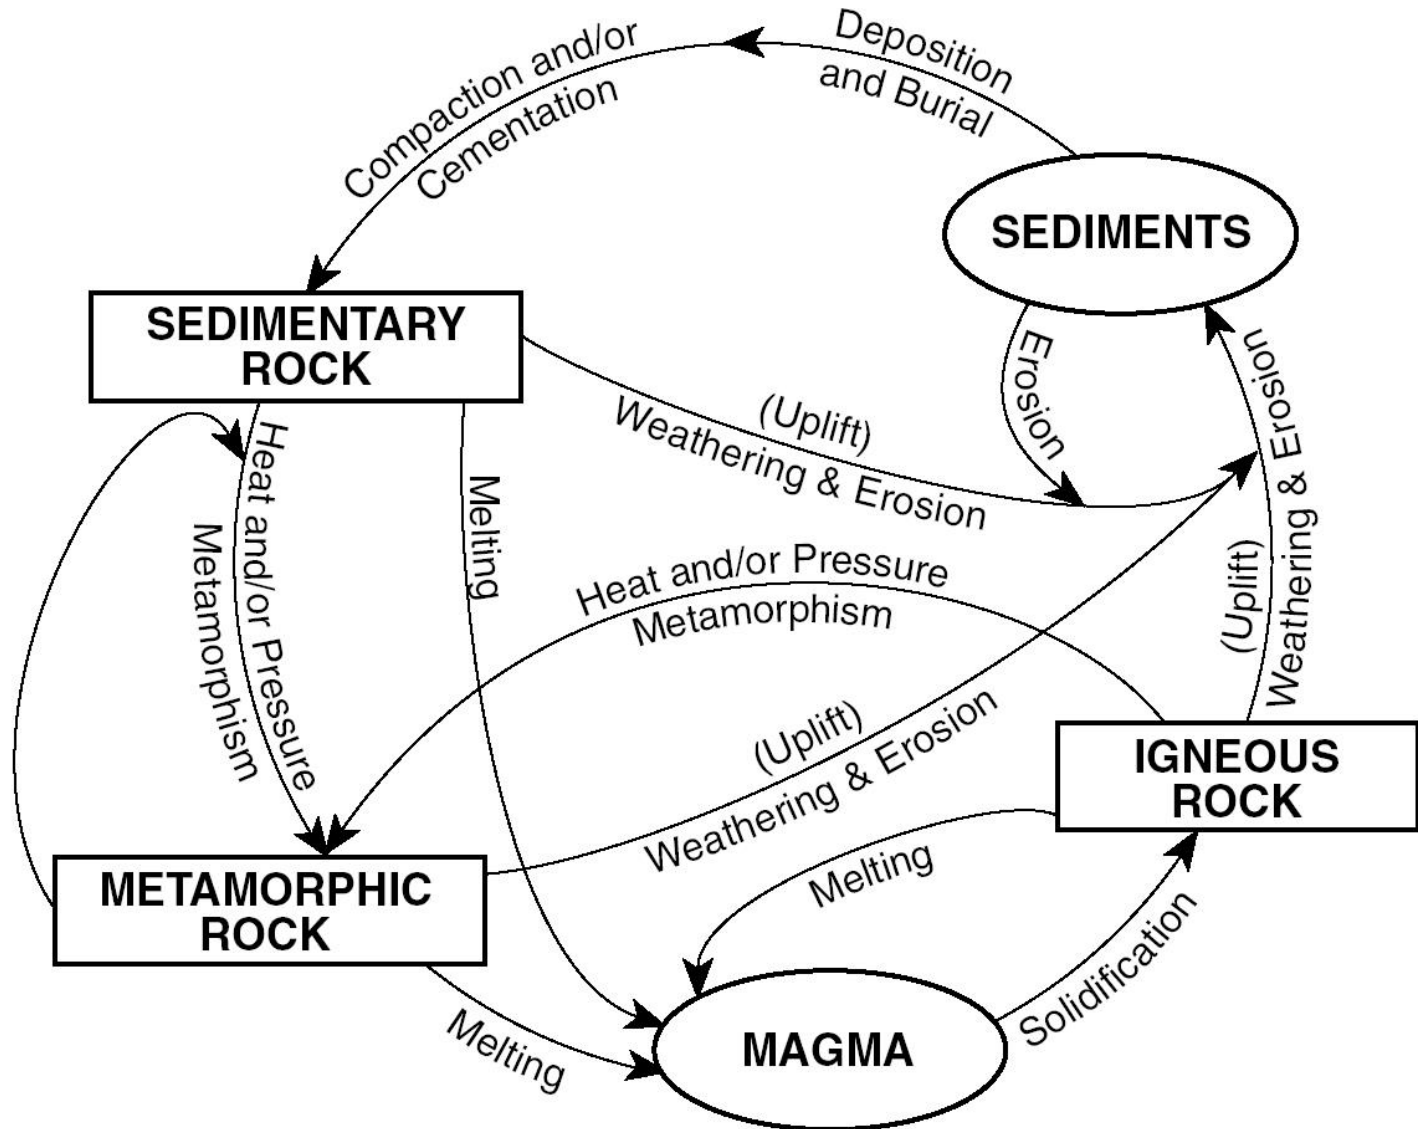 Deposition
and Burial
Compaction and/or
Cementation
SEDIMENTS
SEDIMENTARY
ROCK
Erosion
(Uplift)
Weathering & Erosion
(Uplift)
Weathering & Erosion
Heat and/or Pressure
Metamorphism
Melting
Heat and/or Pressure
Metamorphism
(Uplift)
Weathering & Erosion
IGNEOUS
ROCK
Melting
METAMORPHIC
ROCK
Melting
MAGMA
Solidification